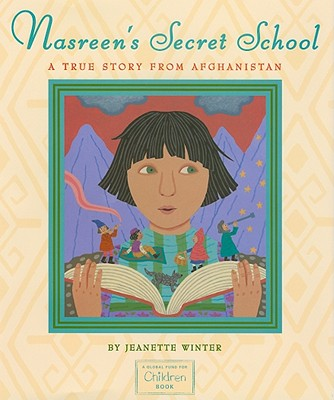 Nasreen's Secret School
A TRUE STORY FROM AFGHANISTAN
BY JEANETTE WINTER
A GLOBAL FUND FOR
Children
BOOK